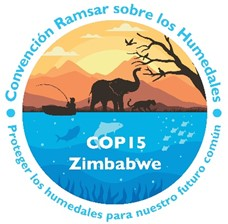 Convención Ramsar sobre los Humedales
COP15
Zimbabwe
Proteger los humedales para nuestro futuro común